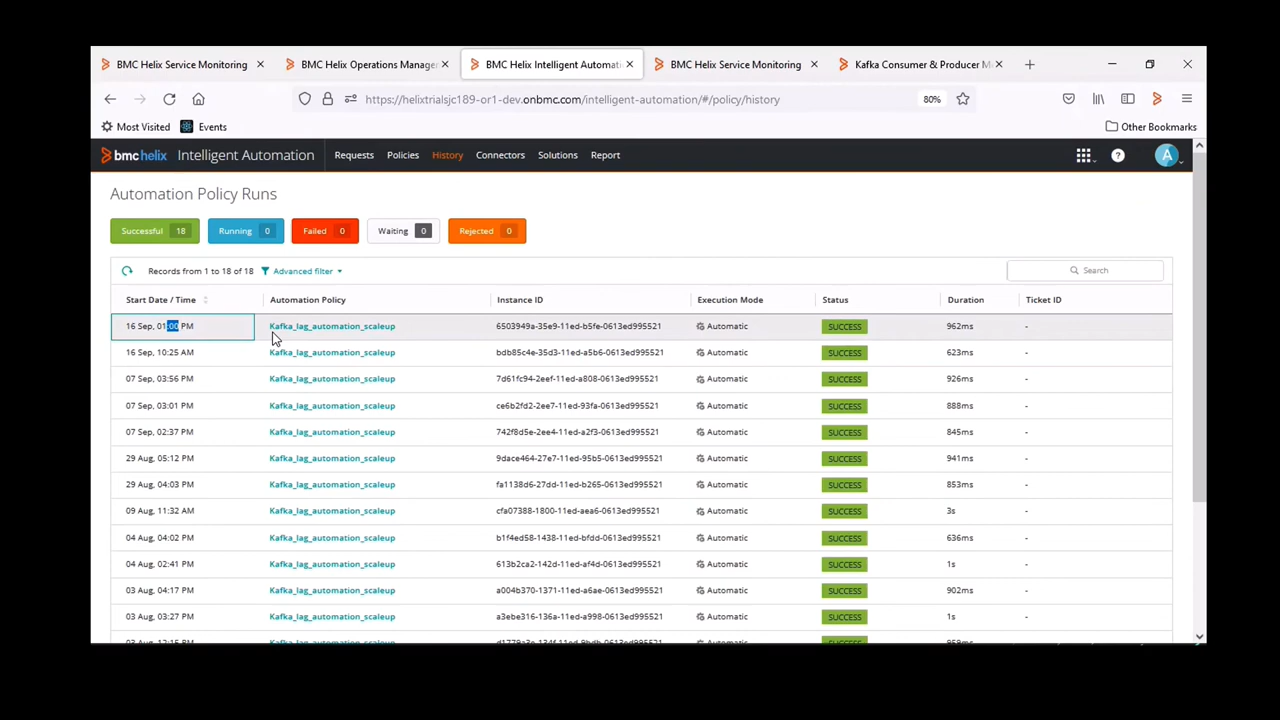 BMC Helix Service Monitoring BMC Helix Operations Manager BMC Helix Intelligent Automati BMC Helix Service Monitoring Kafka Consumer & Producer M
https://helixtrialsjc189-or1-dev.onbmc.com/intelligent-automation/#/policy/history 80%
Most Visited Events Other Bookmarks
bmchelix Intelligent Automation Requests Policies History Connectors Solutions Report A
Automation Policy Runs
Successful 18 Running 0 Failed 0 Waiting 0 Rejected 0
Records from 1 to 18 of 18 Advanced filter Search
Start Date / Time Automation Policy Instance ID Execution Mode Status Duration Ticket ID
16 Sep, 01:00 PM Kafka_lag_automation_scaleup 6503949a-35e9-11ed-b5fe-0613ed995521 Automatic SUCCESS 962ms -
16 Sep, 10:25 AM Kafka_lag_automation_scaleup bdb85c4e-35d3-11ed-a5b6-0613ed995521 Automatic SUCCESS 623ms -
07 Sep, 03:56 PM Kafka_lag_automation_scaleup 7d61fc94-2eef-11ed-a808-0613ed995521 Automatic SUCCESS 926ms -
07 Sep, 03:01 PM Kafka_lag_automation_scaleup ce6b2fd2-2ee7-11ed-93fa-0613ed995521 Automatic SUCCESS 888ms -
07 Sep, 02:37 PM Kafka_lag_automation_scaleup 742f8d5e-2ee4-11ed-a2f3-0613ed995521 Automatic SUCCESS 845ms -
29 Aug, 05:12 PM Kafka_lag_automation_scaleup 9dace464-27e7-11ed-95b5-0613ed995521 Automatic SUCCESS 941ms -
29 Aug, 04:03 PM Kafka_lag_automation_scaleup fa1138d6-27dd-11ed-b265-0613ed995521 Automatic SUCCESS 853ms -
09 Aug, 11:32 AM Kafka_lag_automation_scaleup cfa07388-1800-11ed-aea6-0613ed995521 Automatic SUCCESS 3s -
04 Aug, 04:02 PM Kafka_lag_automation_scaleup b1f4ed58-1438-11ed-bfdd-0613ed995521 Automatic SUCCESS 636ms -
04 Aug, 02:41 PM Kafka_lag_automation_scaleup 613b2ca2-142d-11ed-af4d-0613ed995521 Automatic SUCCESS 1s -
03 Aug, 04:17 PM Kafka_lag_automation_scaleup a004b370-1371-11ed-a6ae-0613ed995521 Automatic SUCCESS 902ms -
03 Aug, 03:27 PM Kafka_lag_automation_scaleup a3ebe316-136a-11ed-a998-0613ed995521 Automatic SUCCESS 1s -